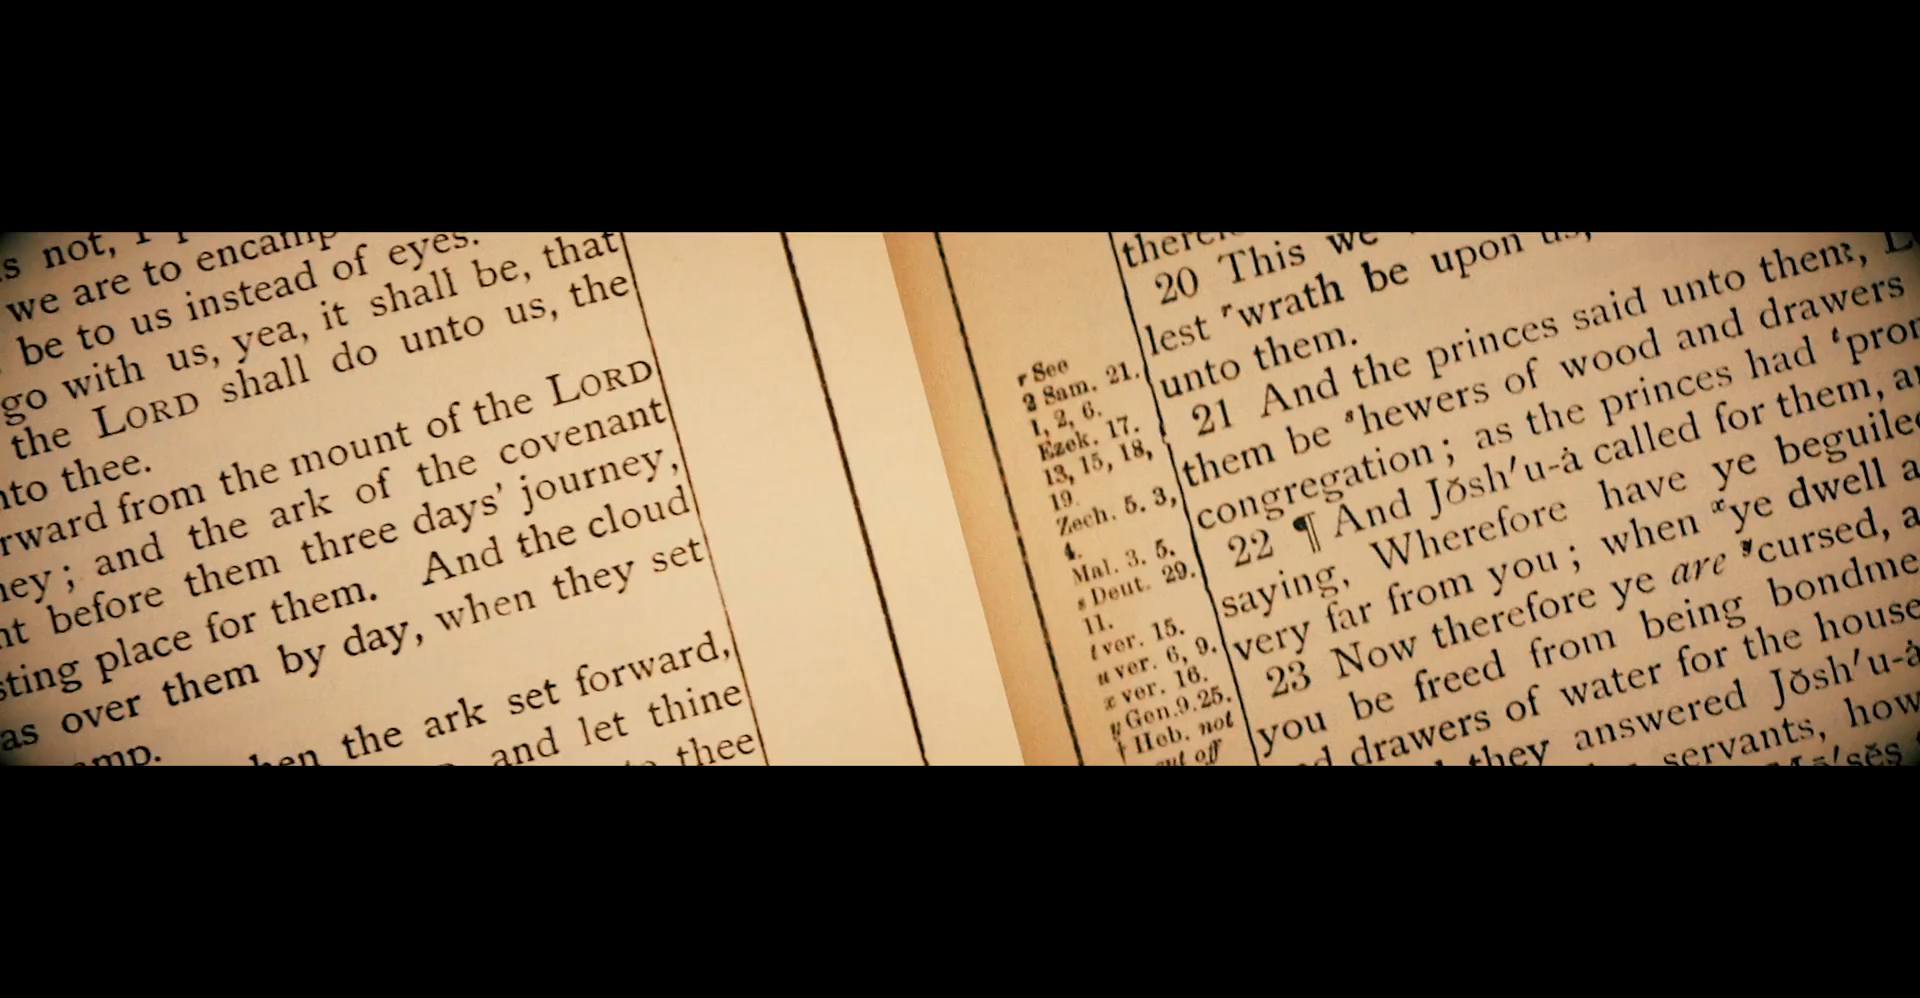 not, I
we are to encamp
be to us instead of eyes.
go with us, yea, it shall be, that
the LORD shall do unto us, the
thee.
from the mount of the LORD
; and the ark of the covenant
before them three days' journey,
place for them. And the cloud
over them by day, when they set
the ark set forward,
and let thine
thee
r See
2 Sam. 21.
1, 2, 6.
Ezek. 17.
13, 15, 18,
19.
Zech. 5. 3,
4.
Mal. 3. 5.
s Deut. 29.
11.
t ver. 15.
u ver. 6, 9.
x ver. 16.
y Gen. 9. 25.
† Heb. not
cut off
20 This we
lest r wrath be upon us,
unto them.
21 And the princes said unto them,
them be s hewers of wood and drawers
congregation; as the princes had t
22 ¶ And Jŏsh′u-à called for them,
saying, Wherefore have ye
very far from you; when x ye dwell
23 Now therefore ye are y cursed,
you be freed from being
drawers of water for the house
they answered Jŏsh′u-à
servants, how